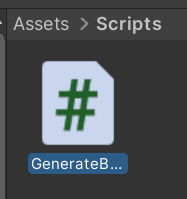 Assets > Scripts
#
GenerateB...